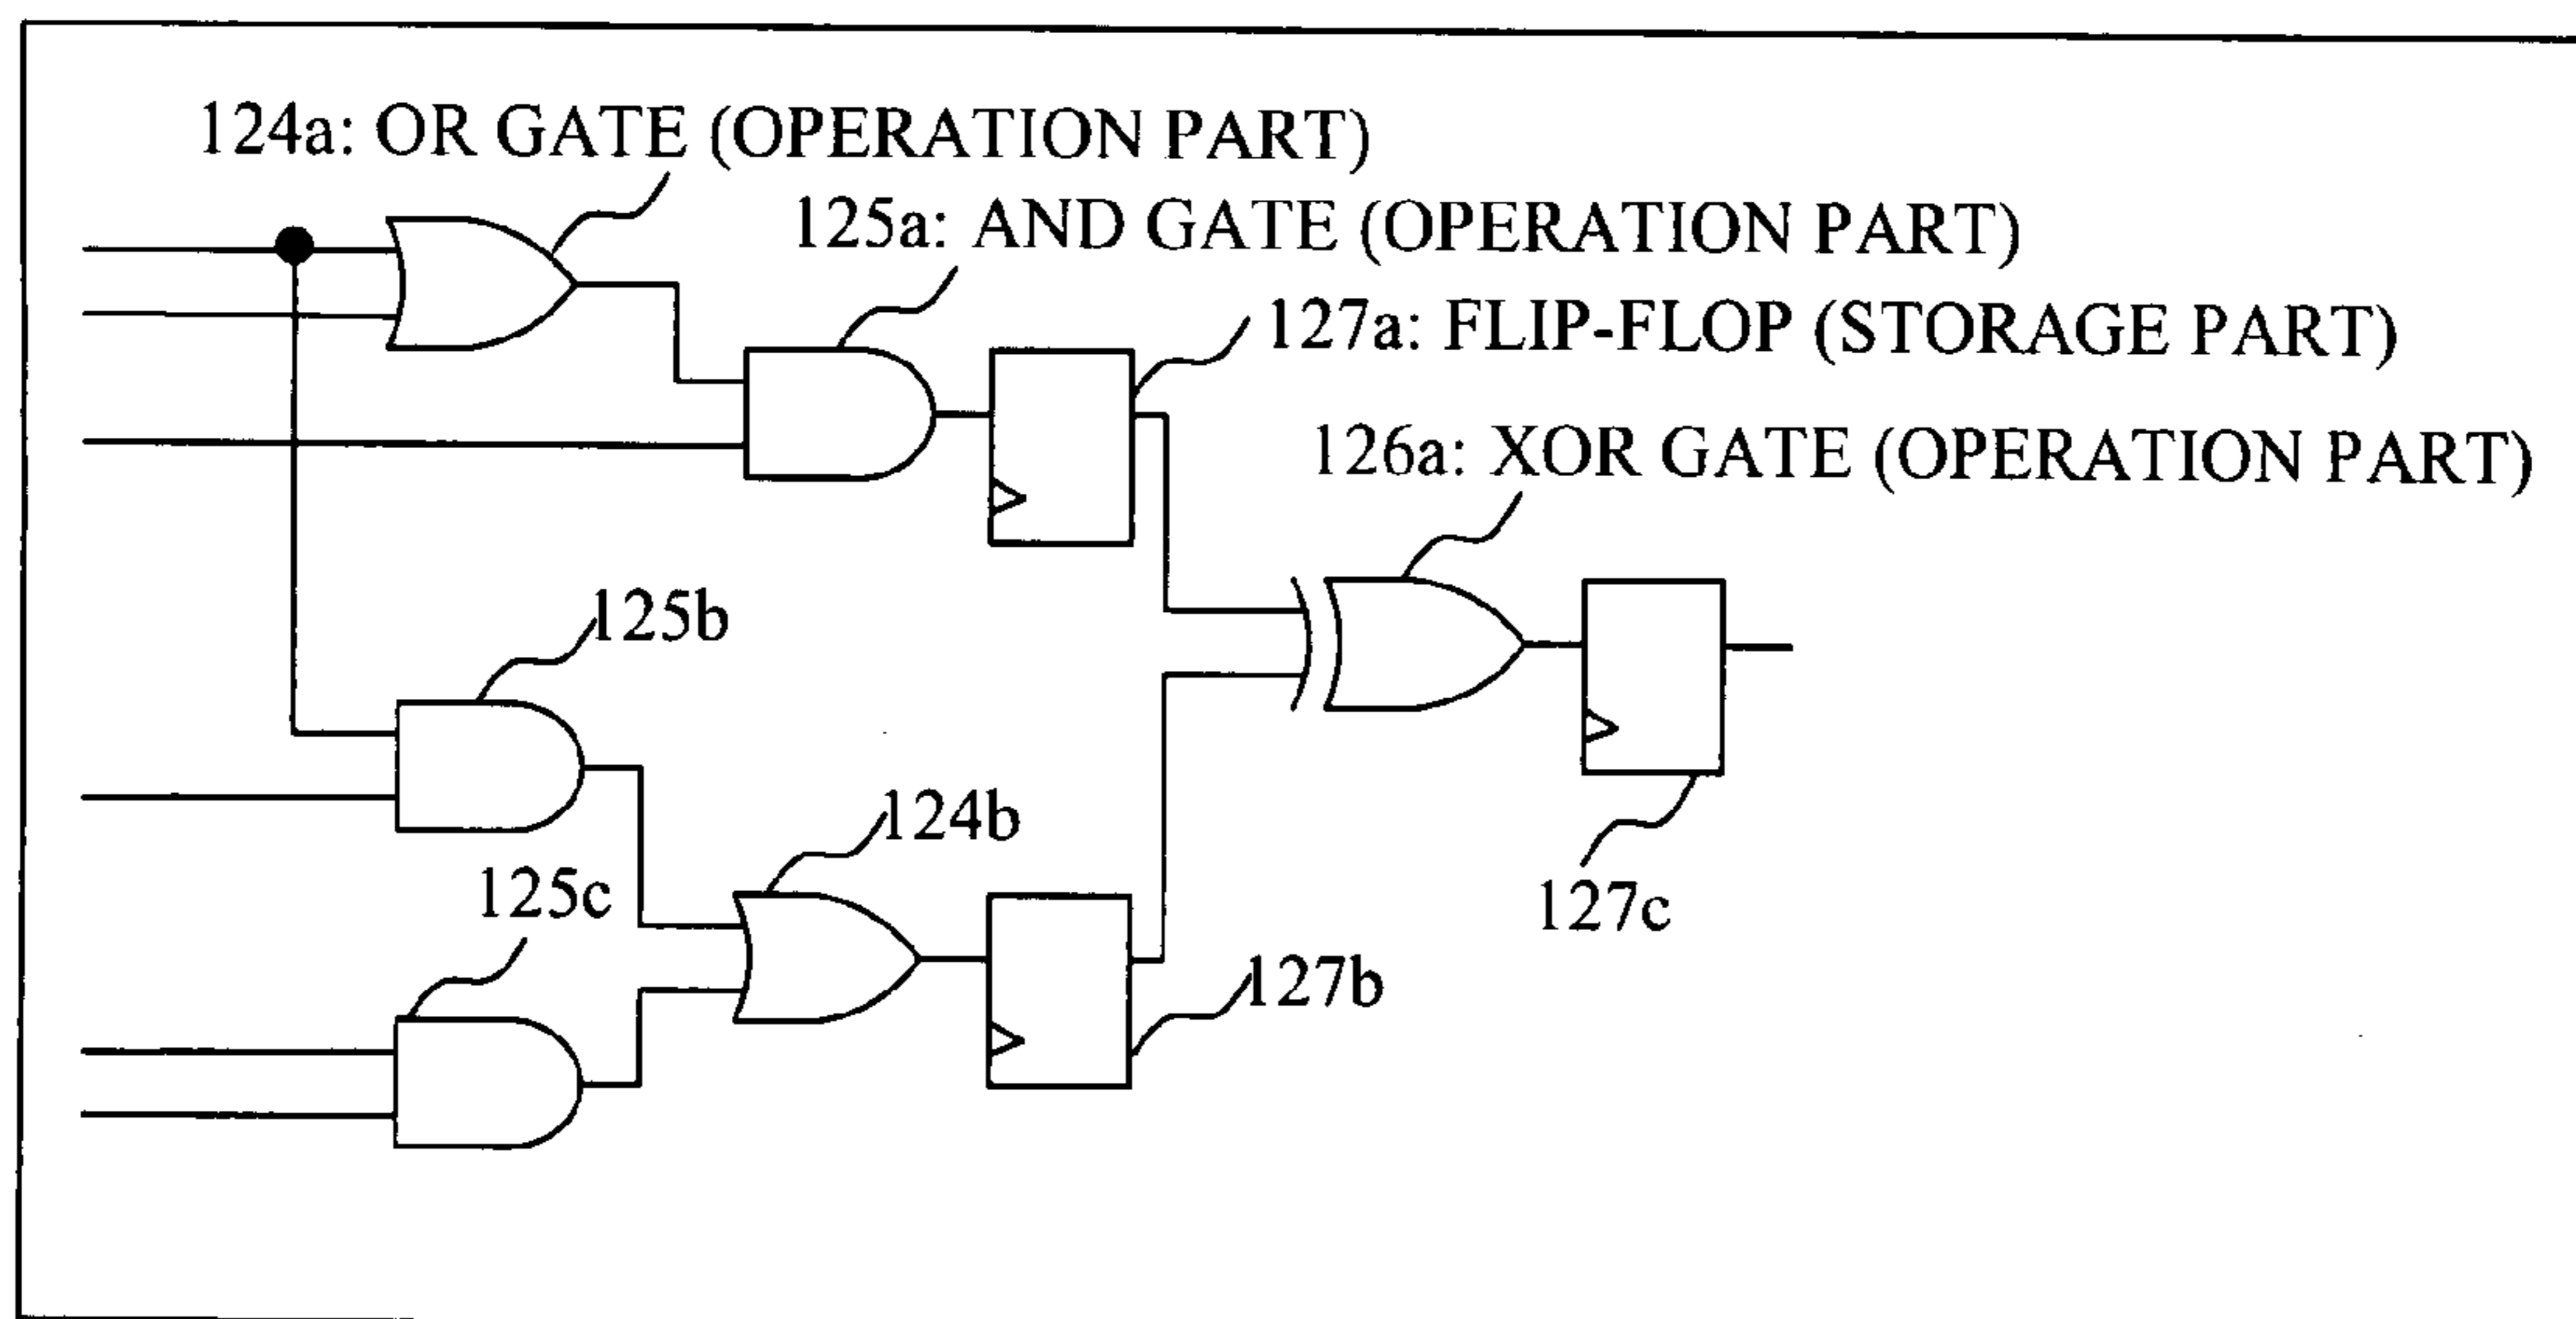 124a: OR GATE (OPERATION PART)
125a: AND GATE (OPERATION PART)
127a: FLIP-FLOP (STORAGE PART)
126a: XOR GATE (OPERATION PART)
125b
124b
125c
127c
127b